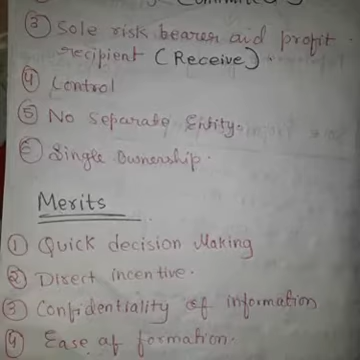 ③ Sole risk bearer and profit
recipient (Receive).
④ Control
⑤ No Separate Entity.
⑥ Single Ownership.
Merits
① Quick decision Making
② Direct incentive.
③ Confidentiality of information
④ Ease of formation.